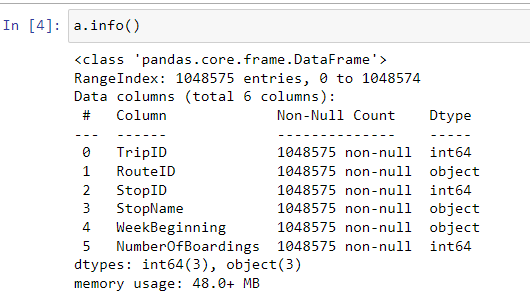 In [4]: a.info()
<class 'pandas.core.frame.DataFrame'>
RangeIndex: 1048575 entries, 0 to 1048574
Data columns (total 6 columns):
 #   Column             Non-Null Count    Dtype
---  ------             --------------    -----
 0   TripID             1048575 non-null  int64
 1   RouteID            1048575 non-null  object
 2   StopID             1048575 non-null  int64
 3   StopName           1048575 non-null  object
 4   WeekBeginning      1048575 non-null  object
 5   NumberOfBoardings  1048575 non-null  int64
dtypes: int64(3), object(3)
memory usage: 48.0+ MB